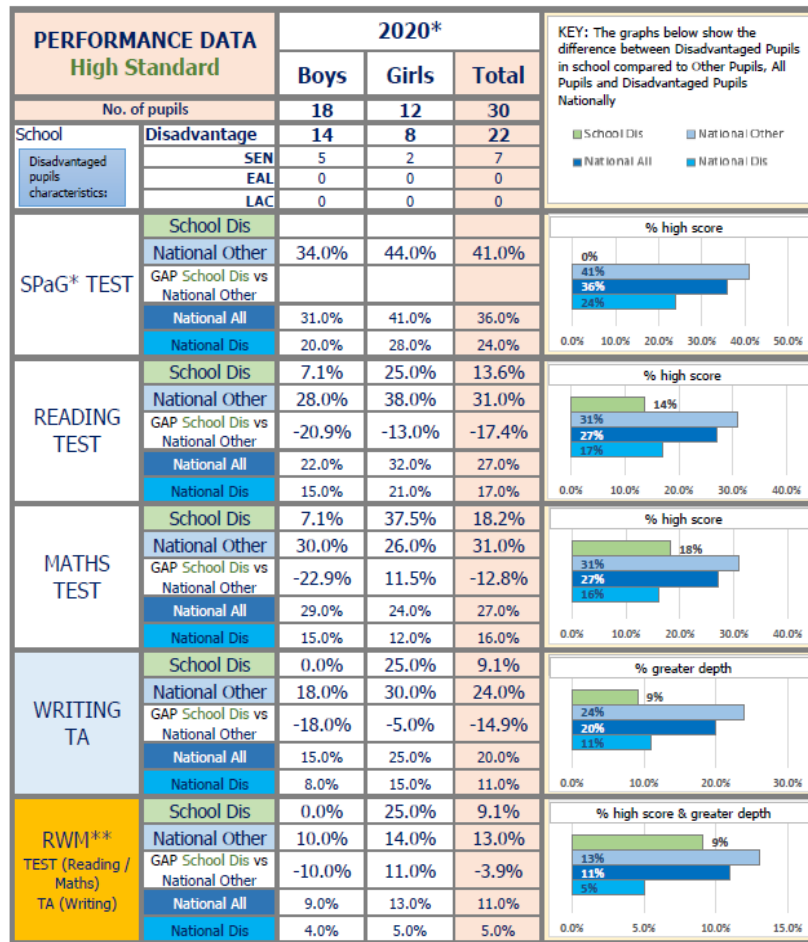 PERFORMANCE DATA
High Standard
2020*
Boys Girls Total
No. of pupils 18 12 30
School Disadvantage 14 8 22
Disadvantaged
pupils
characteristics:
SEN 5 2 7
EAL 0 0 0
LAC 0 0 0
KEY: The graphs below show the
difference between Disadvantaged Pupils
in school compared to Other Pupils, All
Pupils and Disadvantaged Pupils
Nationally
School Dis National Other
National All National Dis
SPaG* TEST
School Dis
National Other 34.0% 44.0% 41.0%
GAP School Dis vs
National Other
National All 31.0% 41.0% 36.0%
National Dis 20.0% 28.0% 24.0%
% high score
0%
41%
36%
24%
0.0% 10.0% 20.0% 30.0% 40.0% 50.0%
READING
TEST
School Dis 7.1% 25.0% 13.6%
National Other 28.0% 38.0% 31.0%
GAP School Dis vs
National Other -20.9% -13.0% -17.4%
National All 22.0% 32.0% 27.0%
National Dis 15.0% 21.0% 17.0%
% high score
14%
31%
27%
17%
0.0% 10.0% 20.0% 30.0% 40.0%
MATHS
TEST
School Dis 7.1% 37.5% 18.2%
National Other 30.0% 26.0% 31.0%
GAP School Dis vs
National Other -22.9% 11.5% -12.8%
National All 29.0% 24.0% 27.0%
National Dis 15.0% 12.0% 16.0%
% high score
18%
31%
27%
16%
0.0% 10.0% 20.0% 30.0% 40.0%
WRITING
TA
School Dis 0.0% 25.0% 9.1%
National Other 18.0% 30.0% 24.0%
GAP School Dis vs
National Other -18.0% -5.0% -14.9%
National All 15.0% 25.0% 20.0%
National Dis 8.0% 15.0% 11.0%
% greater depth
9%
24%
20%
11%
0.0% 10.0% 20.0% 30.0%
RWM**
TEST (Reading /
Maths)
TA (Writing)
School Dis 0.0% 25.0% 9.1%
National Other 10.0% 14.0% 13.0%
GAP School Dis vs
National Other -10.0% 11.0% -3.9%
National All 9.0% 13.0% 11.0%
National Dis 4.0% 5.0% 5.0%
% high score & greater depth
9%
13%
11%
5%
0.0% 5.0% 10.0% 15.0%